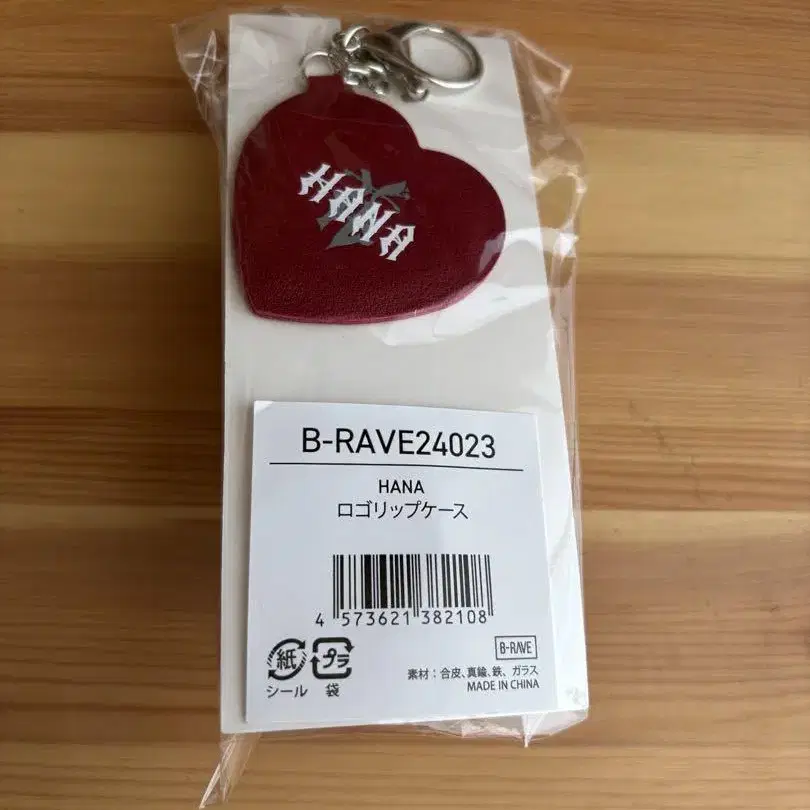 HANA
B-RAVE24023
HANA
ロゴリップケース
4 573621 382108
紙
シール
プラ
袋
B-RAVE
素材：合皮、真鍮、鉄、ガラス
MADE IN CHINA